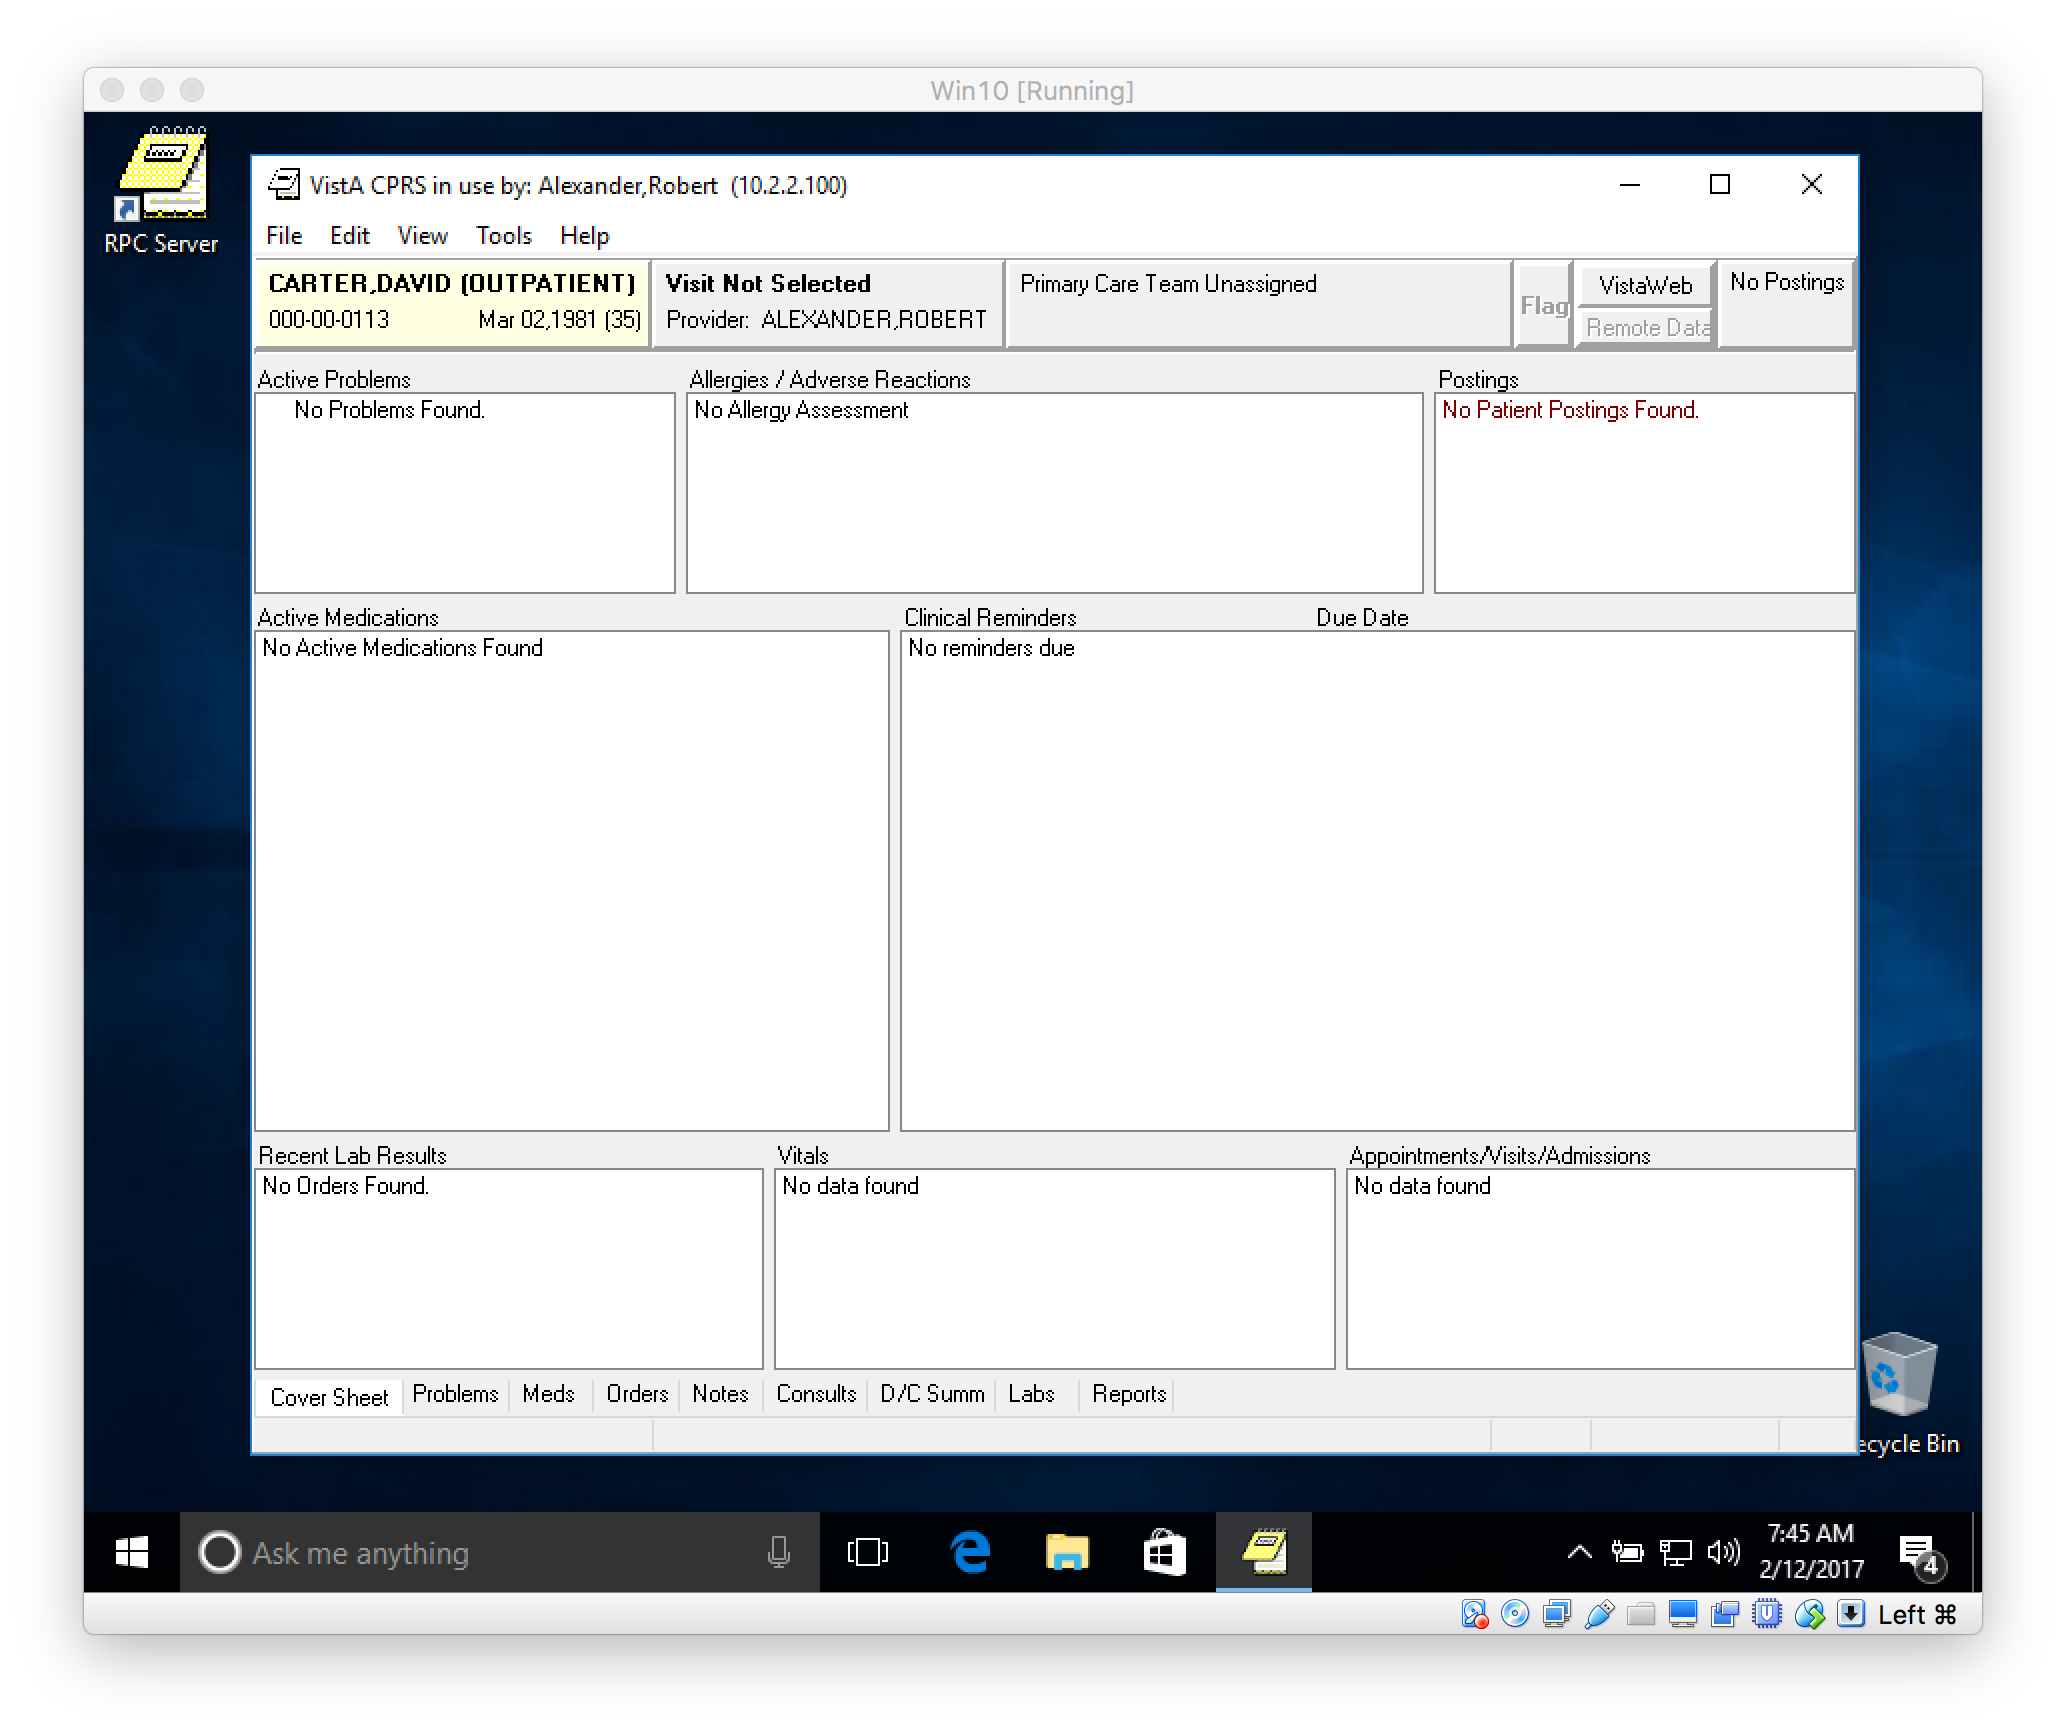 Win10 [Running]
RPC Server
VistA CPRS in use by: Alexander,Robert (10.2.2.100)
File Edit View Tools Help
CARTER,DAVID (OUTPATIENT)
000-00-0113 Mar 02,1981 (35)
Visit Not Selected
Provider: ALEXANDER,ROBERT
Primary Care Team Unassigned
Flag
VistaWeb
Remote Data
No Postings
Active Problems
No Problems Found.
Allergies / Adverse Reactions
No Allergy Assessment
Postings
No Patient Postings Found.
Active Medications
No Active Medications Found
Clinical Reminders Due Date
No reminders due
Recent Lab Results
No Orders Found.
Vitals
No data found
Appointments/Visits/Admissions
No data found
Cover Sheet Problems Meds Orders Notes Consults D/C Summ Labs Reports
ecycle Bin
Ask me anything
7:45 AM
2/12/2017
4
Left ⌘